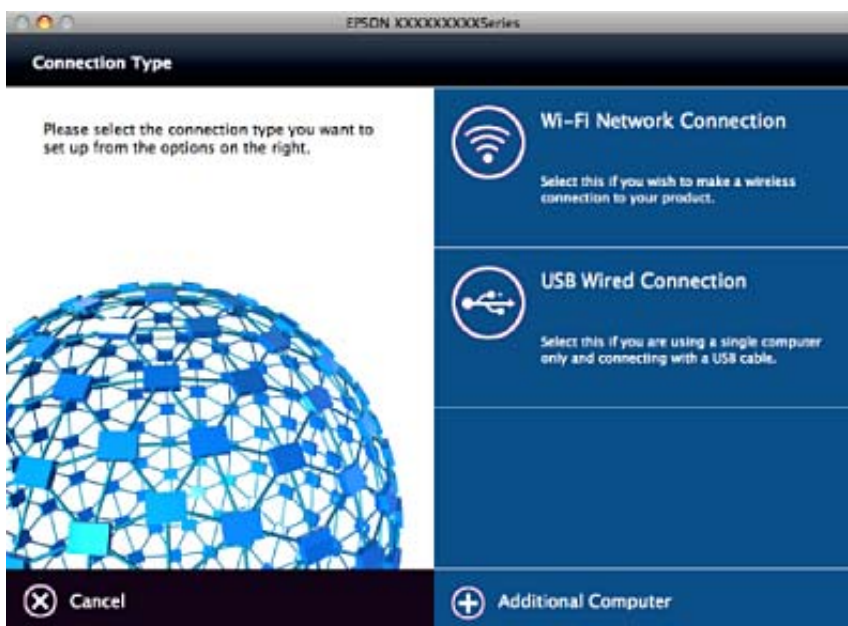 EPSON XXXXXXXXXSeries
Connection Type
Please select the connection type you want to
set up from the options on the right.
Wi-Fi Network Connection
Select this if you wish to make a wireless
connection to your product.
USB Wired Connection
Select this if you are using a single computer
only and connecting with a USB cable.
Cancel
Additional Computer